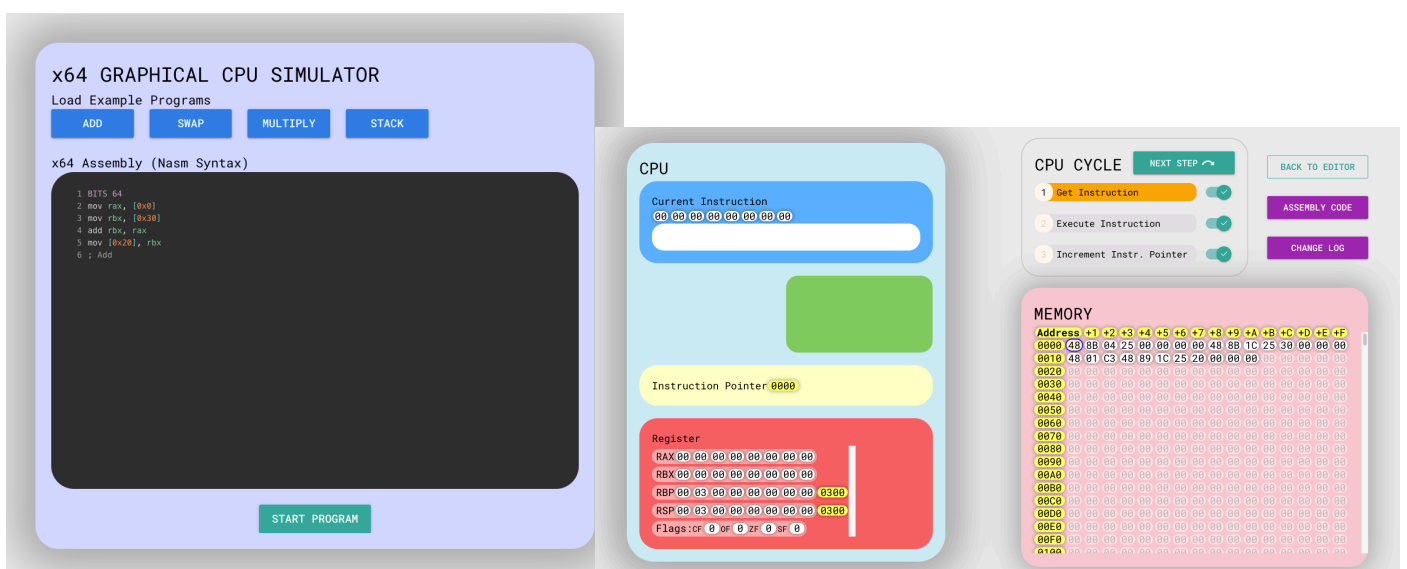 x64 GRAPHICAL CPU SIMULATOR
Load Example Programs
ADD SWAP MULTIPLY STACK
x64 Assembly (Nasm Syntax)
1 BITS 64
2 mov rax, [0x0]
3 mov rbx, [0x30]
4 add rbx, rax
5 mov [0x20], rbx
6 ; Add
START PROGRAM
CPU
Current Instruction
00 00 00 00 00 00 00 00
Instruction Pointer 0000
Register
RAX 00 00 00 00 00 00 00 00
RBX 00 00 00 00 00 00 00 00
RBP 00 03 00 00 00 00 00 00 0300
RSP 00 03 00 00 00 00 00 00 0300
Flags: CF 0 OF 0 ZF 0 SF 0
CPU CYCLE NEXT STEP
1 Get Instruction
2 Execute Instruction
3 Increment Instr. Pointer
BACK TO EDITOR
ASSEMBLY CODE
CHANGE LOG
MEMORY
Address +1 +2 +3 +4 +5 +6 +7 +8 +9 +A +B +C +D +E +F
0000 48 8B 04 25 00 00 00 00 48 8B 1C 25 30 00 00 00
0010 48 01 C3 48 89 1C 25 20 00 00 00 00 00 00 00 00
0020 00 00 00 00 00 00 00 00 00 00 00 00 00 00 00 00
0030 00 00 00 00 00 00 00 00 00 00 00 00 00 00 00 00
0040 00 00 00 00 00 00 00 00 00 00 00 00 00 00 00 00
0050 00 00 00 00 00 00 00 00 00 00 00 00 00 00 00 00
0060 00 00 00 00 00 00 00 00 00 00 00 00 00 00 00 00
0070 00 00 00 00 00 00 00 00 00 00 00 00 00 00 00 00
0080 00 00 00 00 00 00 00 00 00 00 00 00 00 00 00 00
0090 00 00 00 00 00 00 00 00 00 00 00 00 00 00 00 00
00A0 00 00 00 00 00 00 00 00 00 00 00 00 00 00 00 00
00B0 00 00 00 00 00 00 00 00 00 00 00 00 00 00 00 00
00C0 00 00 00 00 00 00 00 00 00 00 00 00 00 00 00 00
00D0 00 00 00 00 00 00 00 00 00 00 00 00 00 00 00 00
00E0 00 00 00 00 00 00 00 00 00 00 00 00 00 00 00 00
00F0 00 00 00 00 00 00 00 00 00 00 00 00 00 00 00 00
0100 00 00 00 00 00 00 00 00 00 00 00 00 00 00 00 00